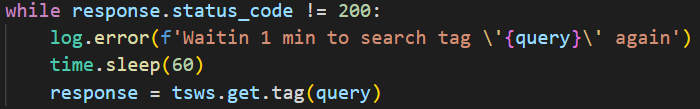 while response.status_code != 200:
    log.error(f'Waitin 1 min to search tag \'{query}\' again')
    time.sleep(60)
    response = tsws.get.tag(query)